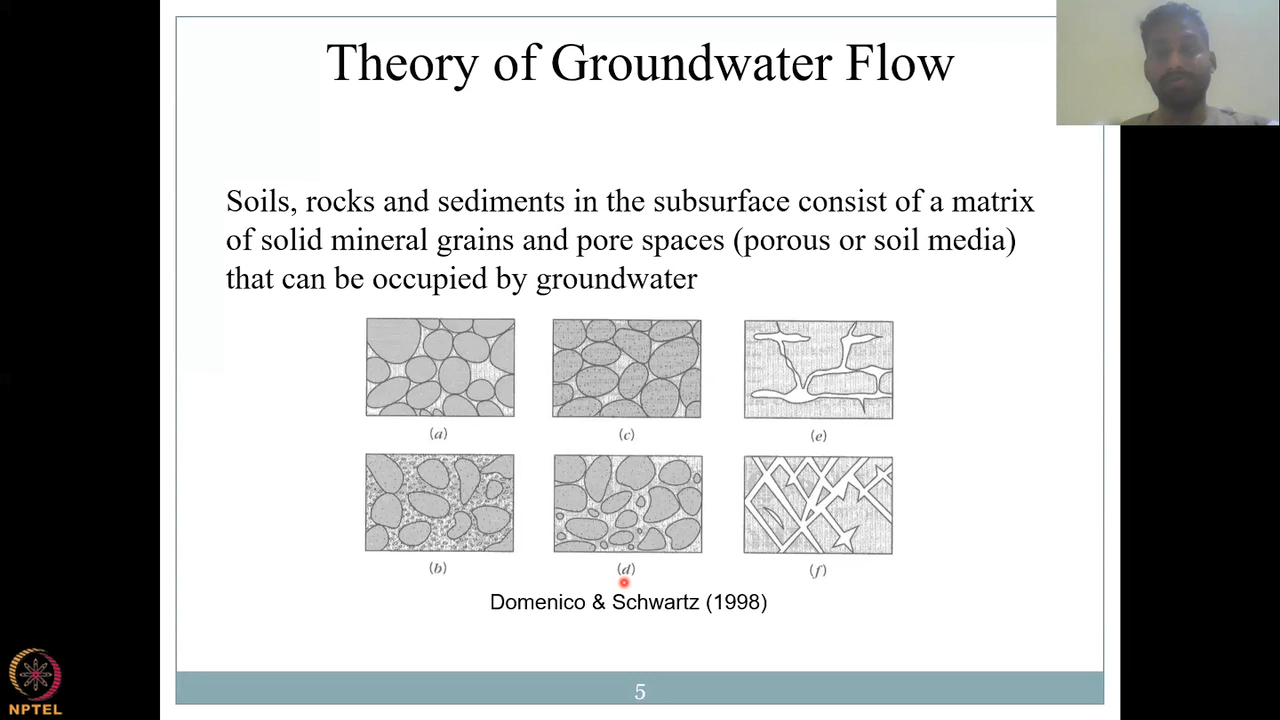 Theory of Groundwater Flow
Soils, rocks and sediments in the subsurface consist of a matrix
of solid mineral grains and pore spaces (porous or soil media)
that can be occupied by groundwater
(a)
(c)
(e)
(b)
(d)
(f)
Domenico & Schwartz (1998)
5
NPTEL